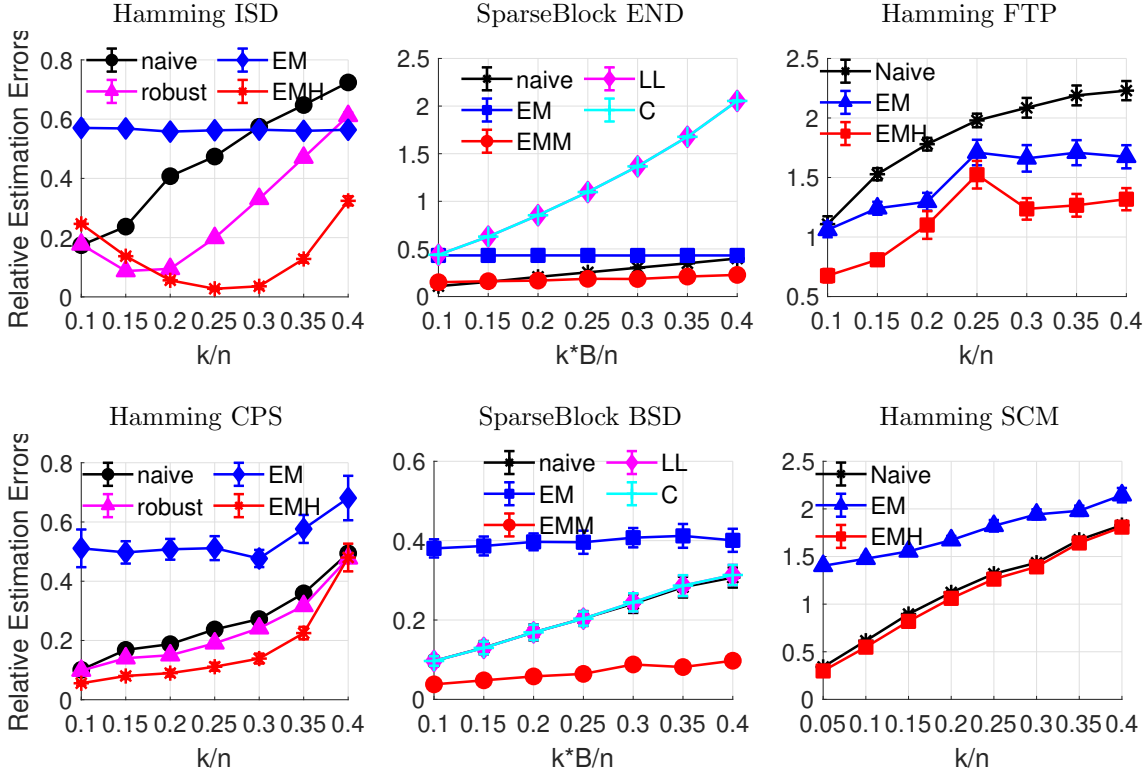 Hamming ISD
Relative Estimation Errors
0.8
0.6
0.4
0.2
0
naive
robust
EM
EMH
0.1 0.15 0.2 0.25 0.3 0.35 0.4
k/n
SparseBlock END
2.5
2
1.5
1
0.5
0
naive
EM
EMM
LL
C
0.1 0.15 0.2 0.25 0.3 0.35 0.4
k*B/n
Hamming FTP
2.5
2
1.5
1
0.5
Naive
EM
EMH
0.1 0.15 0.2 0.25 0.3 0.35 0.4
k/n
Hamming CPS
Relative Estimation Errors
0.8
0.6
0.4
0.2
0
naive
robust
EM
EMH
0.1 0.15 0.2 0.25 0.3 0.35 0.4
k/n
SparseBlock BSD
0.6
0.4
0.2
0
naive
EM
EMM
LL
C
0.1 0.15 0.2 0.25 0.3 0.35 0.4
k*B/n
Hamming SCM
2.5
2
1.5
1
0.5
0
Naive
EM
EMH
0.05 0.1 0.15 0.2 0.25 0.3 0.35 0.4
k/n